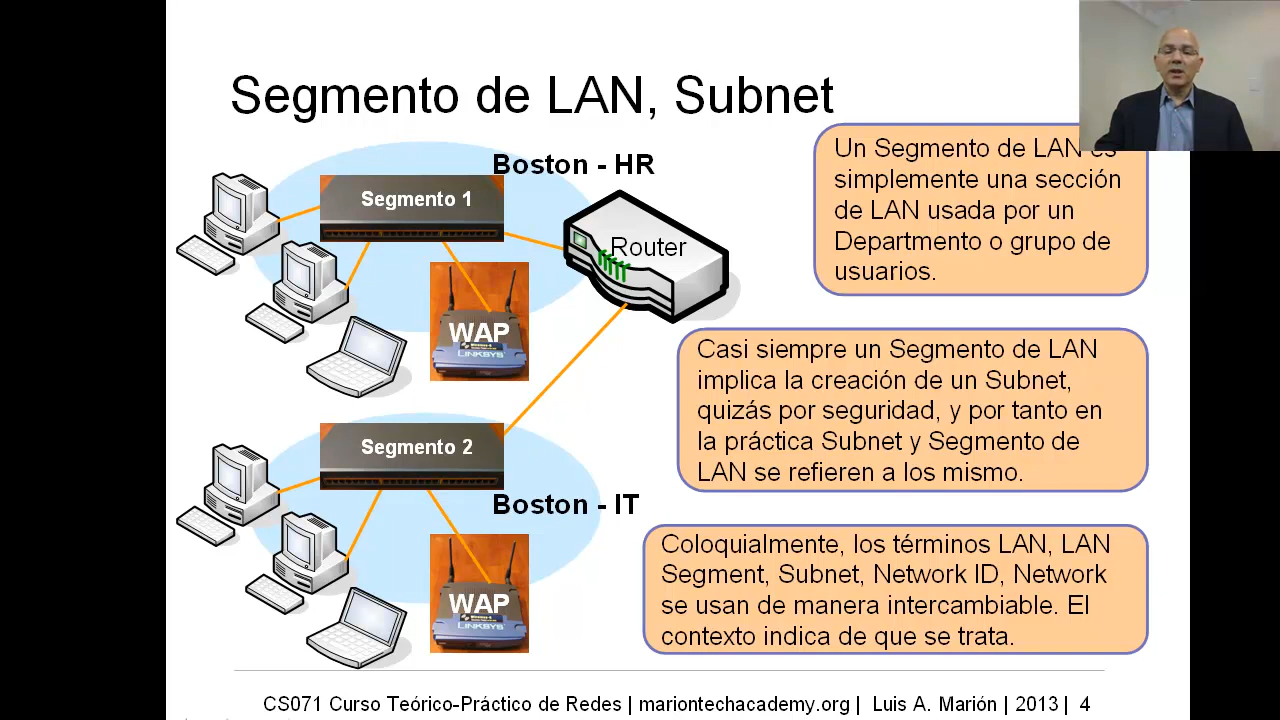 Segmento de LAN, Subnet
Boston - HR
Segmento 1
Router
WAP
LINKSYS
Un Segmento de LAN es
simplemente una sección
de LAN usada por un
Departmento o grupo de
usuarios.
Casi siempre un Segmento de LAN
implica la creación de un Subnet,
quizás por seguridad, y por tanto en
la práctica Subnet y Segmento de
LAN se refieren a los mismo.
Segmento 2
Boston - IT
WAP
LINKSYS
Coloquialmente, los términos LAN, LAN
Segment, Subnet, Network ID, Network
se usan de manera intercambiable. El
contexto indica de que se trata.
CS071 Curso Teórico-Práctico de Redes | mariontechacademy.org | Luis A. Marión | 2013 | 4